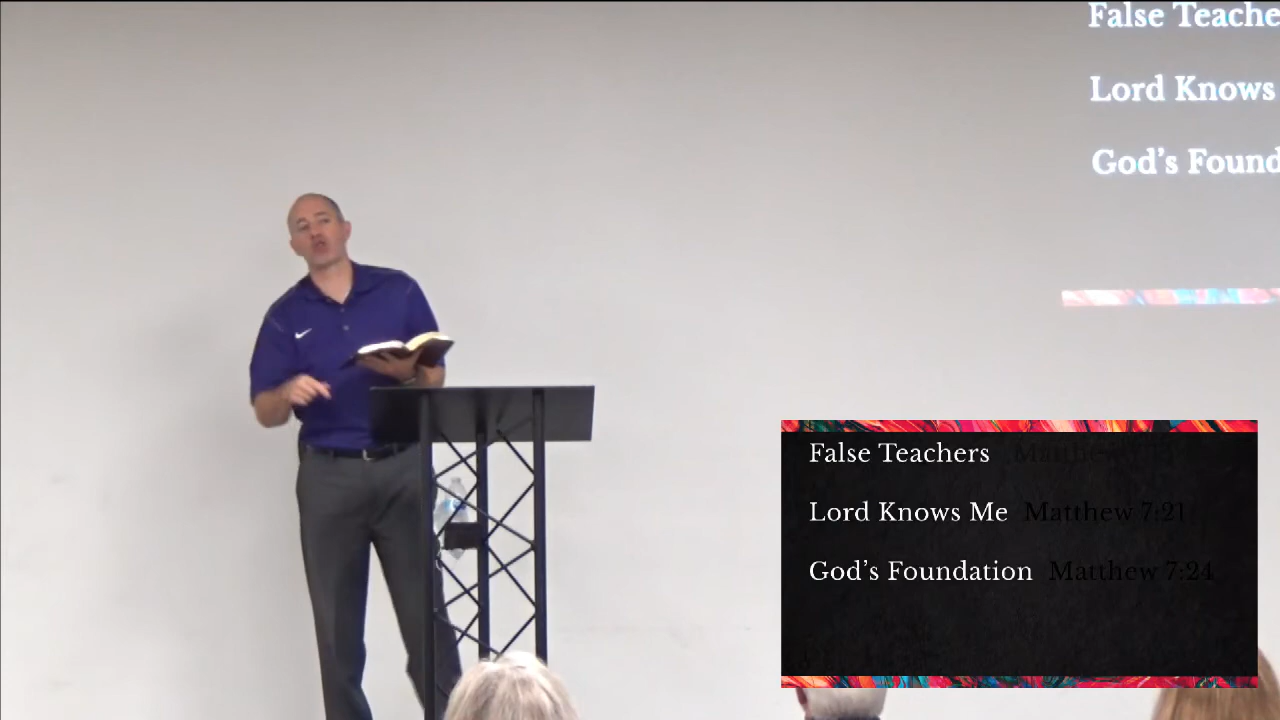 False Teache
Lord Knows
God's Found
False Teachers
Lord Knows Me Matthew 7:21
God's Foundation Matthew 7:24